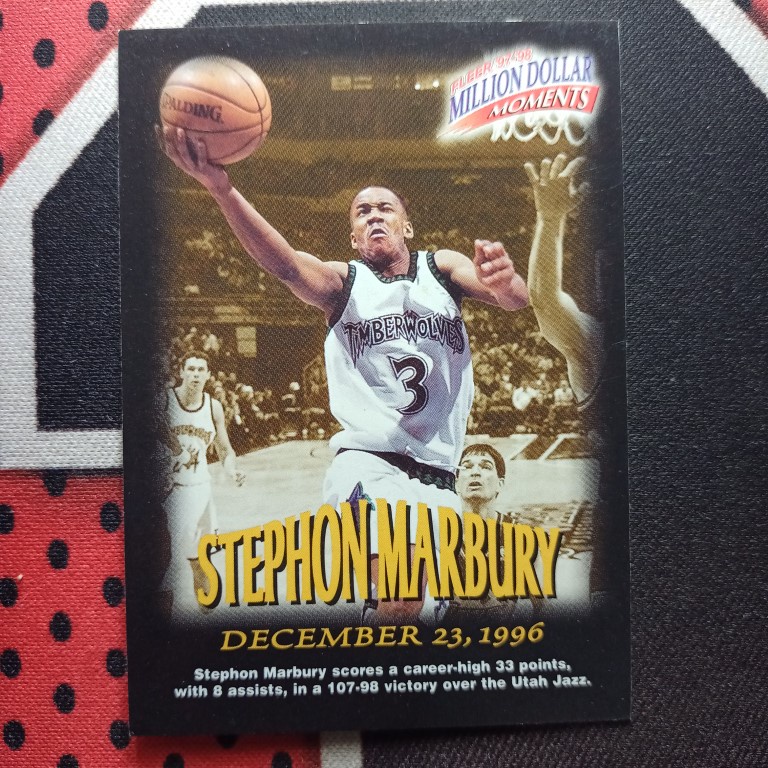 FLEER '97-'98
MILLION DOLLAR
MOMENTS
SPALDING
TIMBERWOLVES
3
24
STEPHON MARBURY
DECEMBER 23, 1996
Stephon Marbury scores a career-high 33 points,
with 8 assists, in a 107-98 victory over the Utah Jazz.